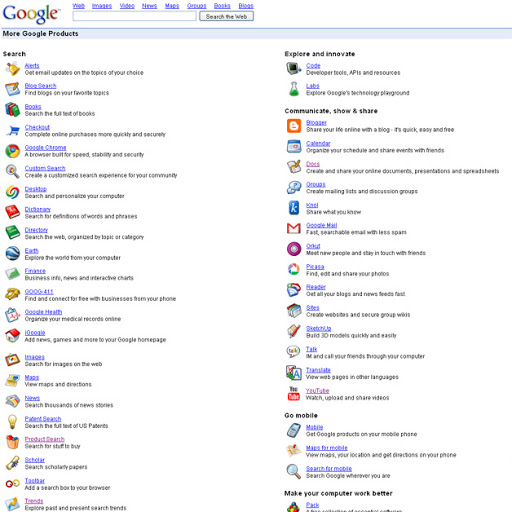 Google™
Web Images Video News Maps Groups Books Blogs
Search the Web
More Google Products
Search
Alerts
Get email updates on the topics of your choice
Blog Search
Find blogs on your favorite topics
Books
Search the full text of books
Checkout
Complete online purchases more quickly and securely
Google Chrome
A browser built for speed, stability and security
Custom Search
Create a customized search experience for your community
Desktop
Search and personalize your computer
Dictionary
Search for definitions of words and phrases
Directory
Search the web, organized by topic or category
Earth
Explore the world from your computer
Finance
Business info, news and interactive charts
GOOG-411
Find and connect for free with businesses from your phone
Google Health
Organize your medical records online
iGoogle
Add news, games and more to your Google homepage
Images
Search for images on the web
Maps
View maps and directions
News
Search thousands of news stories
Patent Search
Search the full text of US Patents
Product Search
Search for stuff to buy
Scholar
Search scholarly papers
Toolbar
Add a search box to your browser
Trends
Explore past and present search trends
Explore and innovate
Code
Developer tools, APIs and resources
Labs
Explore Google's technology playground
Communicate, show & share
Blogger
Share your life online with a blog - it's quick, easy and free
Calendar
Organize your schedule and share events with friends
Docs
Create and share your online documents, presentations and spreadsheets
Groups
Create mailing lists and discussion groups
Knol
Share what you know
Google Mail
Fast, searchable email with less spam
Orkut
Meet new people and stay in touch with friends
Picasa
Find, edit and share your photos
Reader
Get all your blogs and news feeds fast
Sites
Create websites and secure group wikis
SketchUp
Build 3D models quickly and easily
Talk
IM and call your friends through your computer
Translate
View web pages in other languages
YouTube
Watch, upload and share videos
Go mobile
Mobile
Get Google products on your mobile phone
Maps for mobile
View maps, your location and get directions on your phone
Search for mobile
Search Google wherever you are
Make your computer work better
Pack
A free collection of essential software